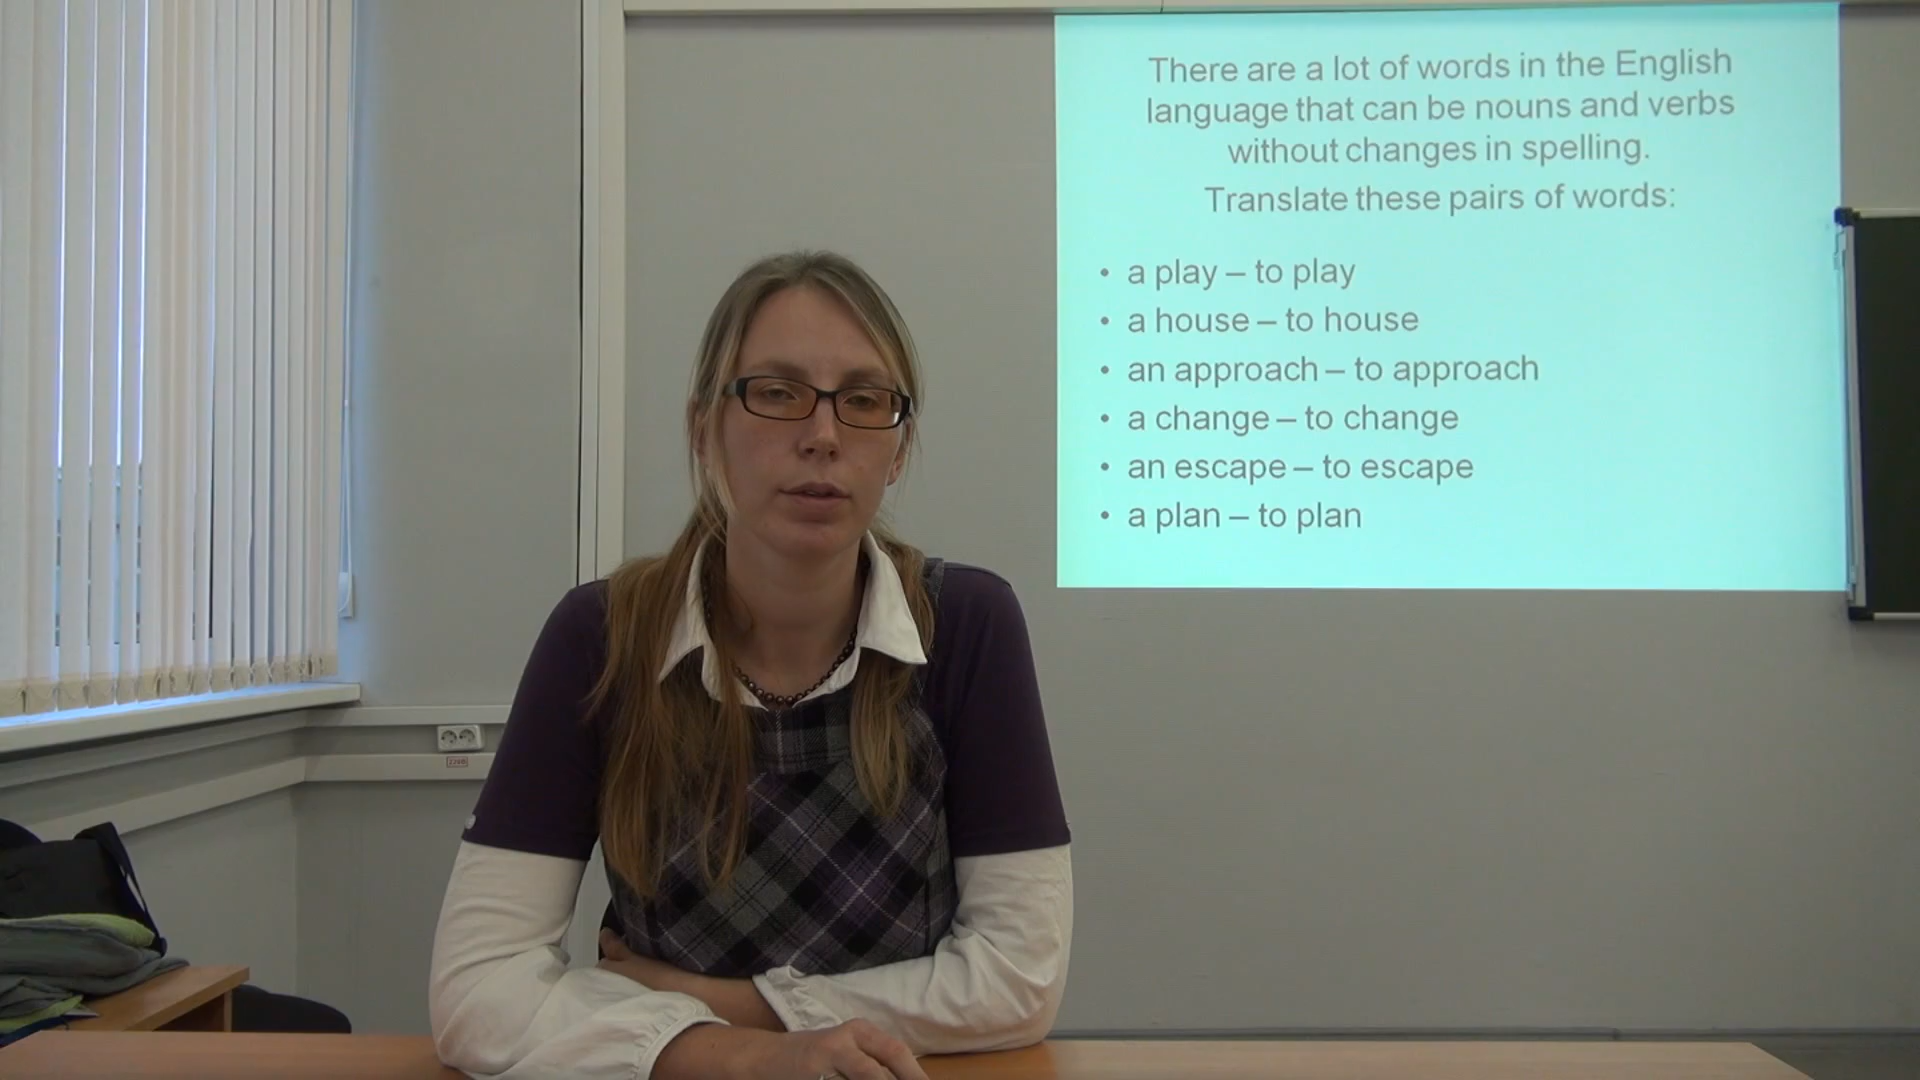 There are a lot of words in the English
language that can be nouns and verbs
without changes in spelling.
Translate these pairs of words:
• a play – to play
• a house – to house
• an approach – to approach
• a change – to change
• an escape – to escape
• a plan – to plan